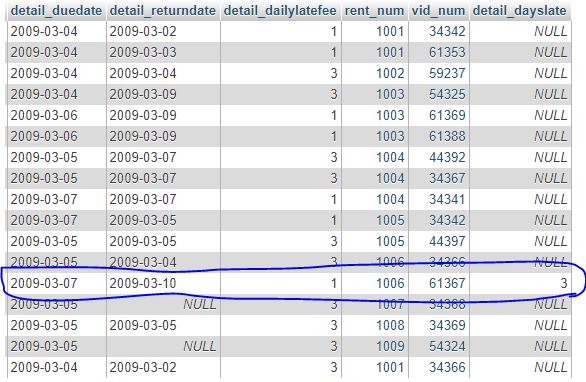 detail_duedate detail_returndate detail_dailylatefee rent_num vid_num detail_dayslate
2009-03-04 2009-03-02 1 1001 34342 NULL
2009-03-04 2009-03-03 1 1001 61353 NULL
2009-03-04 2009-03-04 3 1002 59237 NULL
2009-03-04 2009-03-09 3 1003 54325 NULL
2009-03-06 2009-03-09 1 1003 61369 NULL
2009-03-06 2009-03-09 1 1003 61388 NULL
2009-03-05 2009-03-07 3 1004 44392 NULL
2009-03-05 2009-03-07 3 1004 34367 NULL
2009-03-07 2009-03-07 1 1004 34341 NULL
2009-03-07 2009-03-05 1 1005 34342 NULL
2009-03-05 2009-03-05 3 1005 44397 NULL
2009-03-05 2009-03-04 3 1006 34366 NULL
2009-03-07 2009-03-10 1 1006 61367 3
2009-03-05 NULL 3 1007 34368 NULL
2009-03-05 2009-03-05 3 1008 34369 NULL
2009-03-05 NULL 3 1009 54324 NULL
2009-03-04 2009-03-02 3 1001 34366 NULL